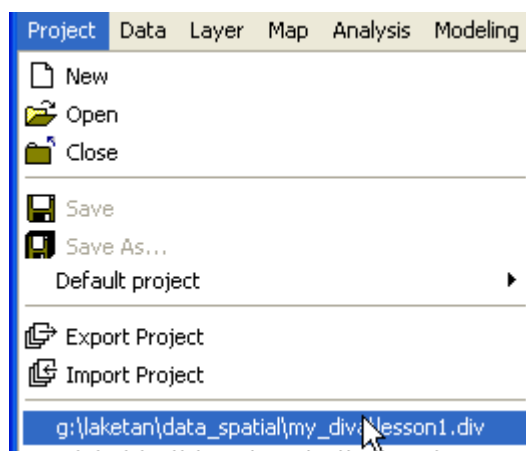 Project Data Layer Map Analysis Modeling
New
Open
Close
Save
Save As...
Default project
Export Project
Import Project
g:\laketan\data_spatial\my_diva\lesson1.div